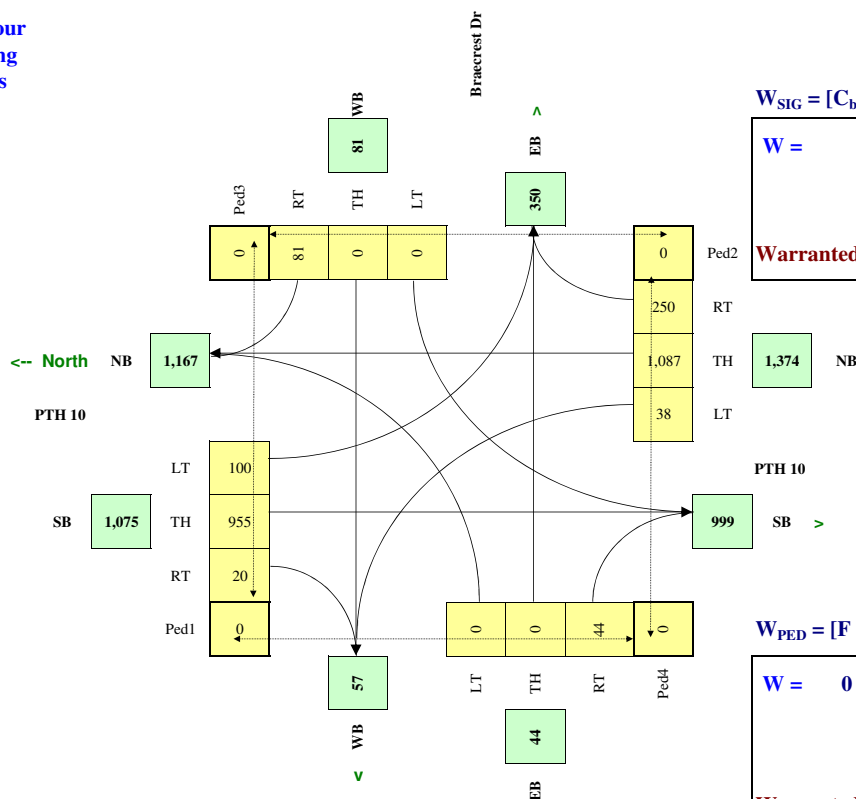 our
ng
s
Braecrest Dr
WB
^
W_SIG = [C_b
81
EB
W =
Ped3
RT
TH
LT
350
0
81
0
0
0
Ped2
Warranted
250
RT
<-- North
NB
1,167
1,087
TH
1,374
NB
PTH 10
38
LT
LT
100
PTH 10
SB
1,075
TH
955
999
SB
>
RT
20
Ped1
0
0
0
44
0
W_PED = [F
57
LT
TH
RT
Ped4
W =
0
WB
44
v
EB